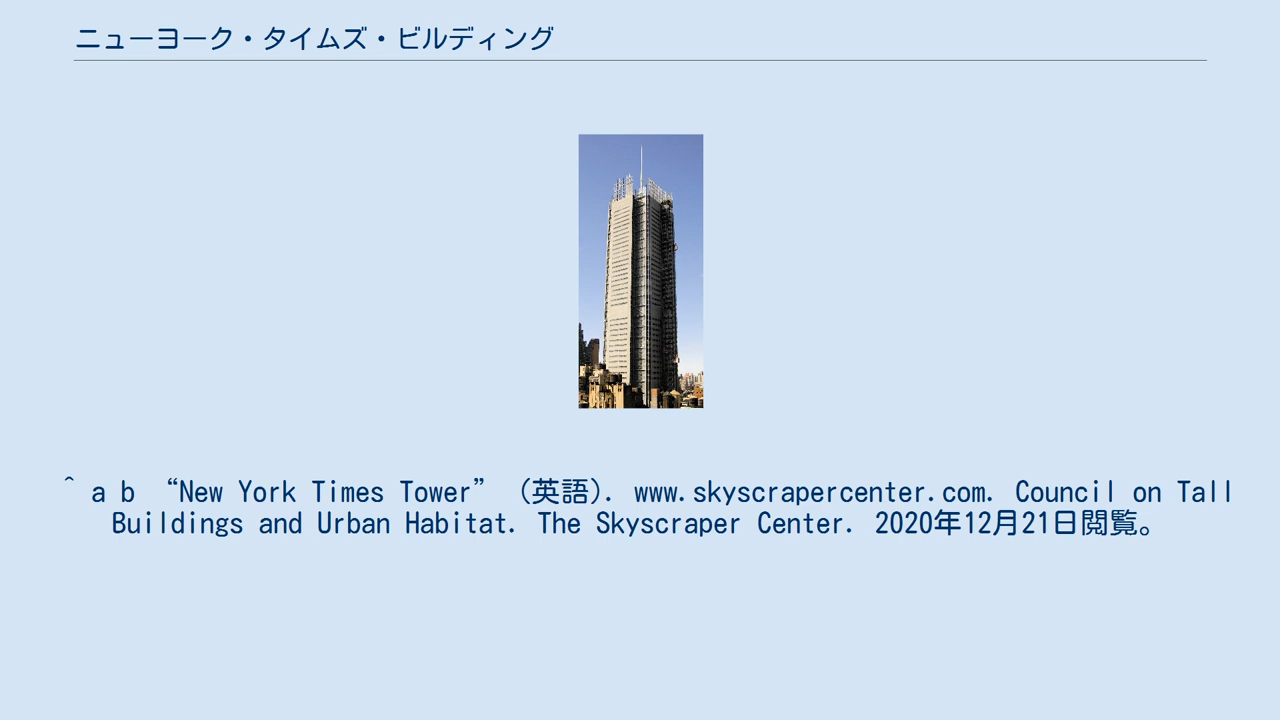 ニューヨーク・タイムズ・ビルディング
^ a b “New York Times Tower” (英語). www.skyscrapercenter.com. Council on Tall
Buildings and Urban Habitat. The Skyscraper Center. 2020年12月21日閲覧。